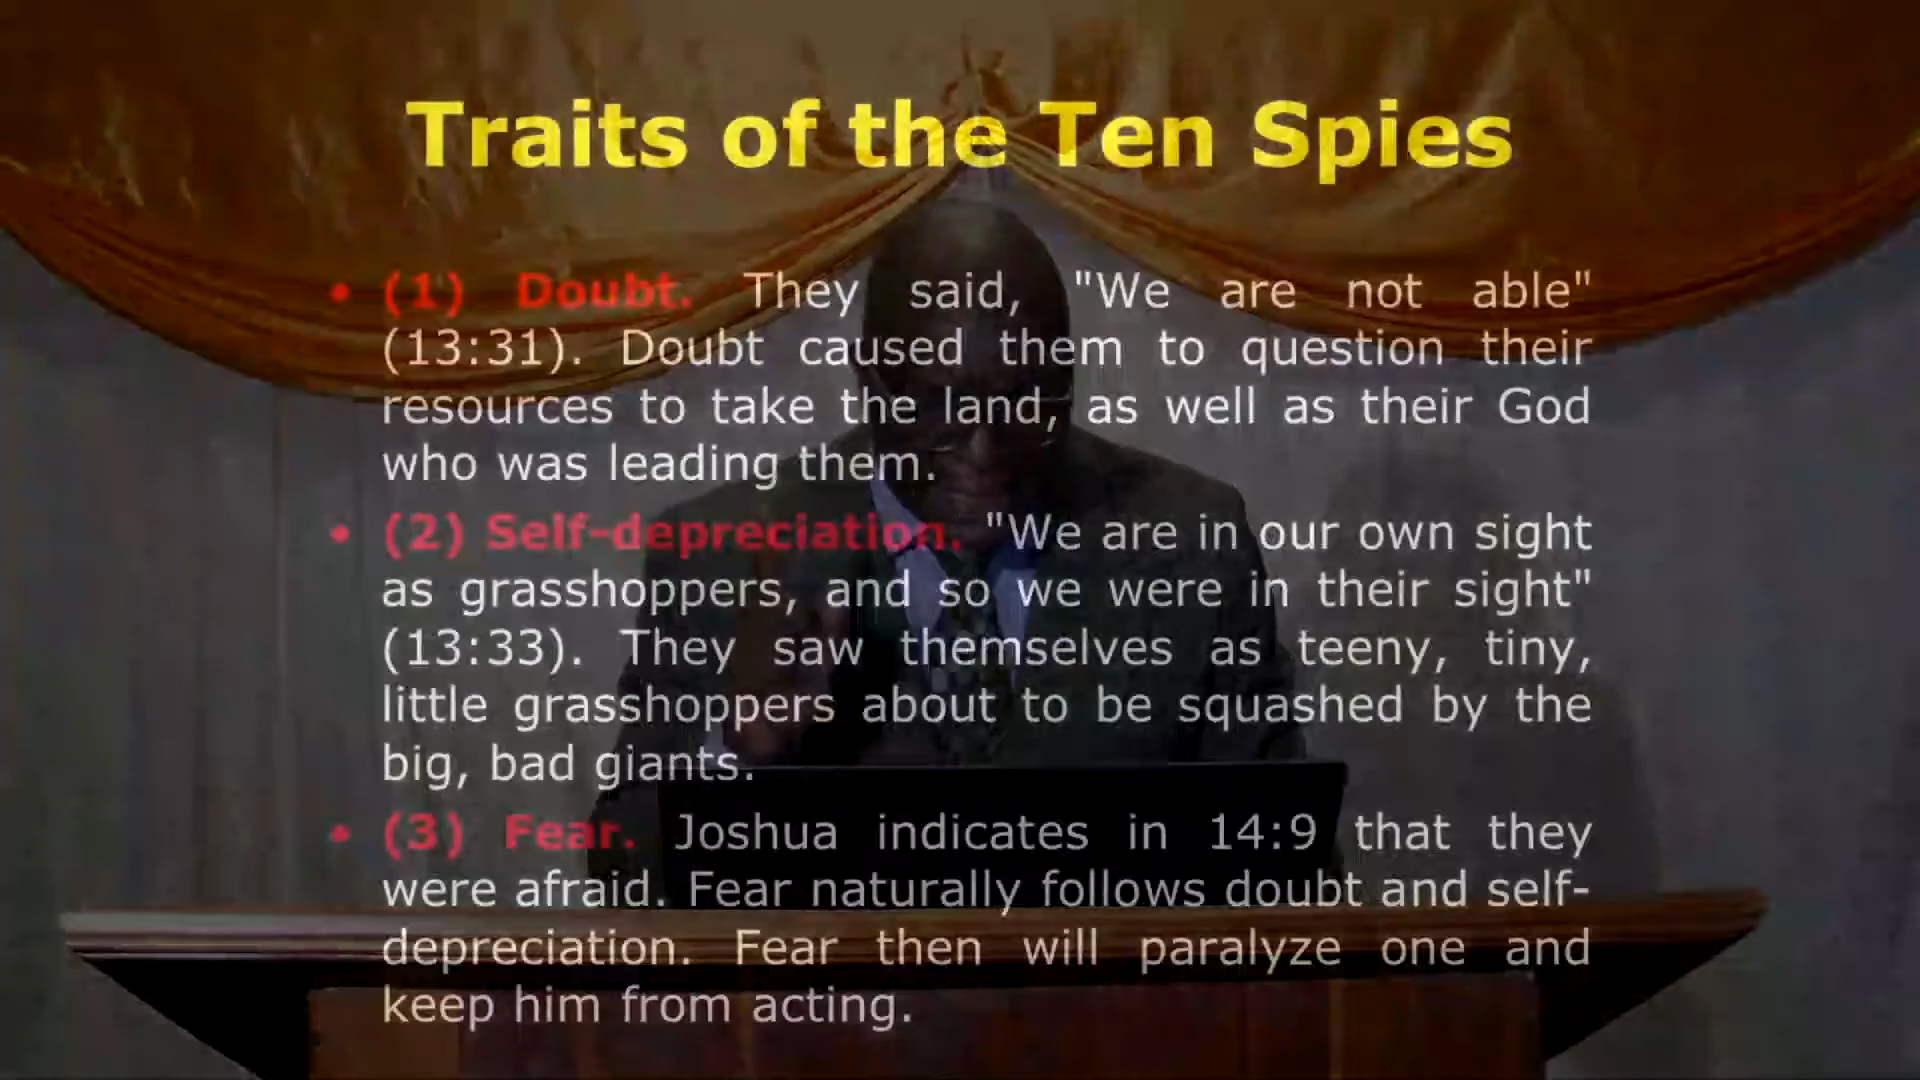 Traits of the Ten Spies
• (1) Doubt. They said, "We are not able"
(13:31). Doubt caused them to question their
resources to take the land, as well as their God
who was leading them.
• (2) Self-depreciation. "We are in our own sight
as grasshoppers, and so we were in their sight"
(13:33). They saw themselves as teeny, tiny,
little grasshoppers about to be squashed by the
big, bad giants.
• (3) Fear. Joshua indicates in 14:9 that they
were afraid. Fear naturally follows doubt and self-
depreciation. Fear then will paralyze one and
keep him from acting.